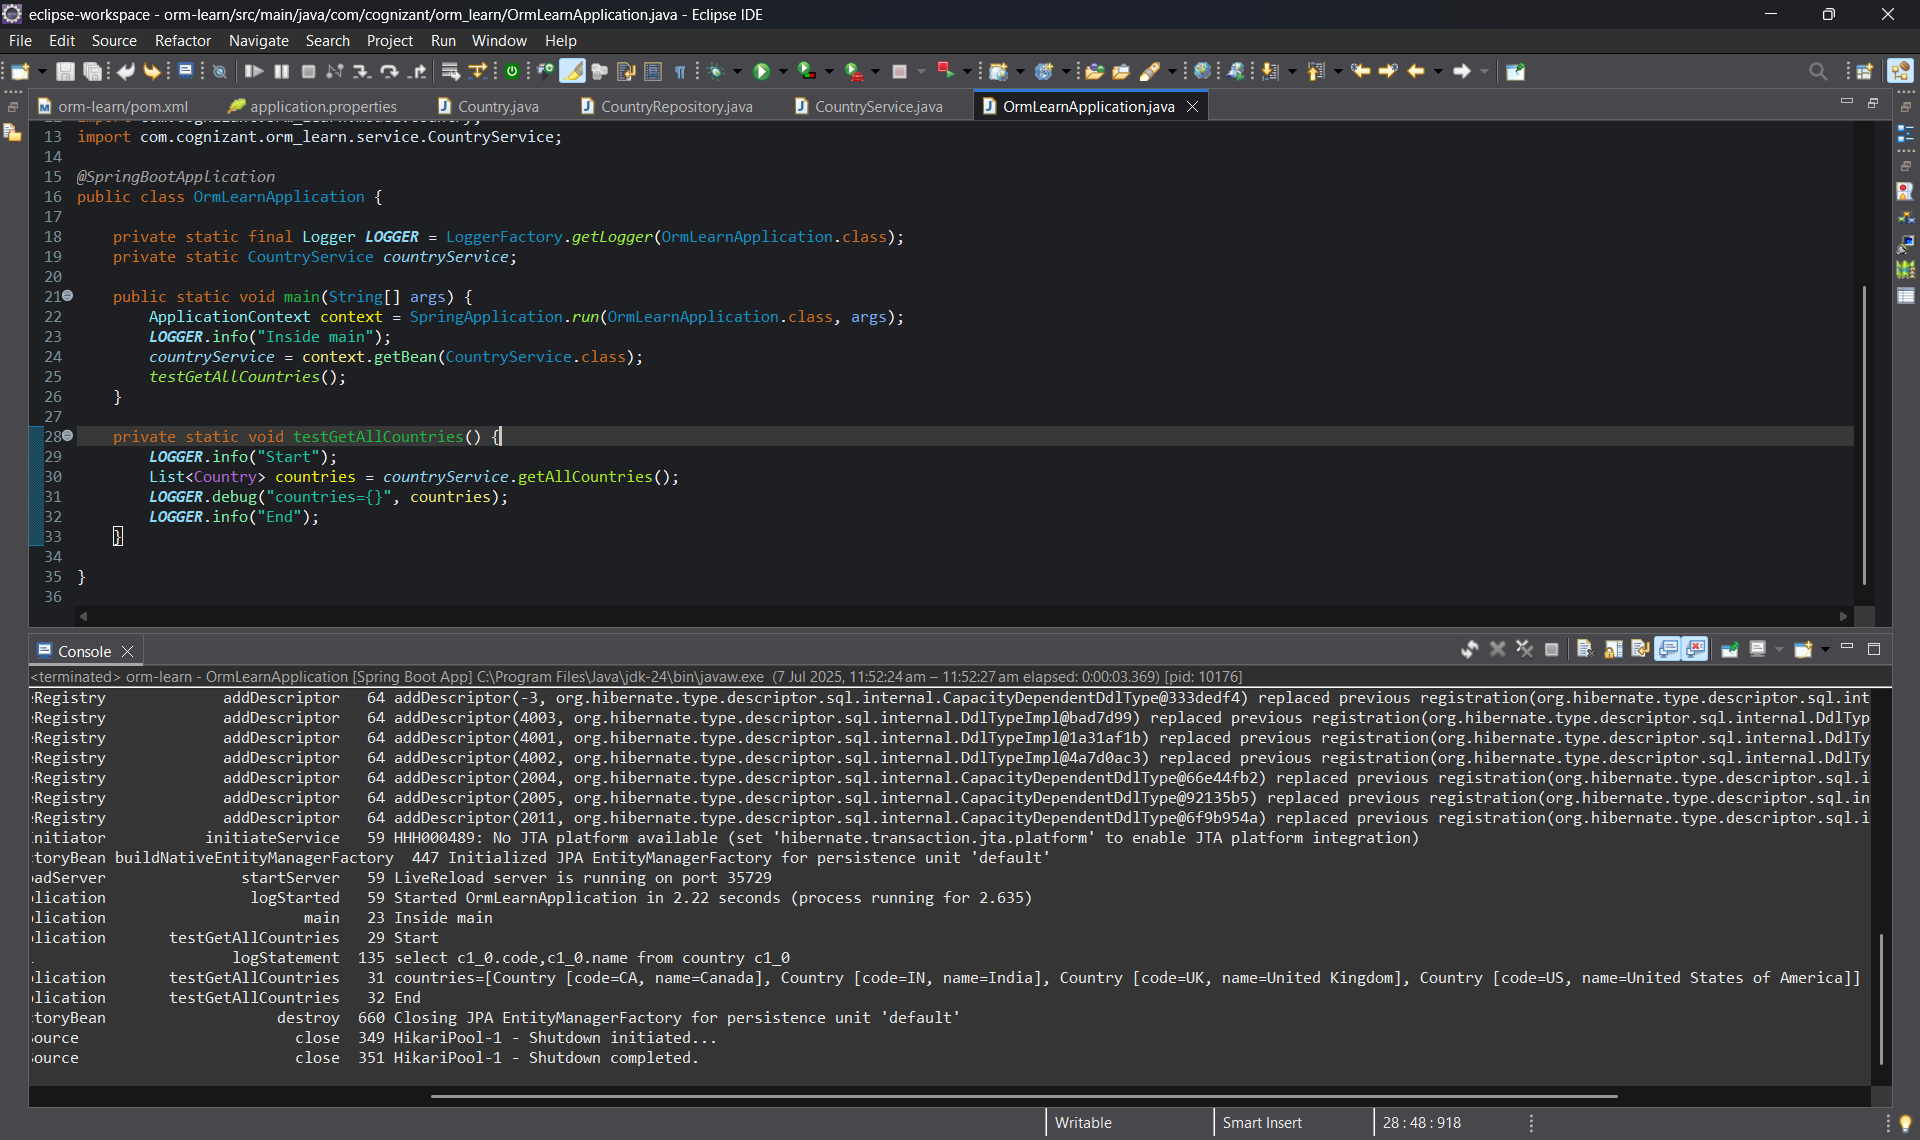 eclipse-workspace - orm-learn/src/main/java/com/cognizant/orm_learn/OrmLearnApplication.java - Eclipse IDE
File Edit Source Refactor Navigate Search Project Run Window Help
orm-learn/pom.xml application.properties Country.java CountryRepository.java CountryService.java OrmLearnApplication.java
13 import com.cognizant.orm_learn.service.CountryService;
14
15 @SpringBootApplication
16 public class OrmLearnApplication {
17
18 private static final Logger LOGGER = LoggerFactory.getLogger(OrmLearnApplication.class);
19 private static CountryService countryService;
20
21 public static void main(String[] args) {
22 ApplicationContext context = SpringApplication.run(OrmLearnApplication.class, args);
23 LOGGER.info("Inside main");
24 countryService = context.getBean(CountryService.class);
25 testGetAllCountries();
26 }
27
28 private static void testGetAllCountries() {
29 LOGGER.info("Start");
30 List<Country> countries = countryService.getAllCountries();
31 LOGGER.debug("countries={}", countries);
32 LOGGER.info("End");
33 }
34
35 }
36
Console
<terminated> orm-learn - OrmLearnApplication [Spring Boot App] C:\Program Files\Java\jdk-24\bin\javaw.exe (7 Jul 2025, 11:52:24 am – 11:52:27 am elapsed: 0:00:03.369) [pid: 10176]
Registry addDescriptor 64 addDescriptor(-3, org.hibernate.type.descriptor.sql.internal.CapacityDependentDdlType@333dedf4) replaced previous registration(org.hibernate.type.descriptor.sql.int
Registry addDescriptor 64 addDescriptor(4003, org.hibernate.type.descriptor.sql.internal.DdlTypeImpl@bad7d99) replaced previous registration(org.hibernate.type.descriptor.sql.internal.DdlTyp
Registry addDescriptor 64 addDescriptor(4001, org.hibernate.type.descriptor.sql.internal.DdlTypeImpl@1a31af1b) replaced previous registration(org.hibernate.type.descriptor.sql.internal.DdlTy
Registry addDescriptor 64 addDescriptor(4002, org.hibernate.type.descriptor.sql.internal.DdlTypeImpl@4a7d0ac3) replaced previous registration(org.hibernate.type.descriptor.sql.internal.DdlTy
Registry addDescriptor 64 addDescriptor(2004, org.hibernate.type.descriptor.sql.internal.CapacityDependentDdlType@66e44fb2) replaced previous registration(org.hibernate.type.descriptor.sql.i
Registry addDescriptor 64 addDescriptor(2005, org.hibernate.type.descriptor.sql.internal.CapacityDependentDdlType@92135b5) replaced previous registration(org.hibernate.type.descriptor.sql.in
Registry addDescriptor 64 addDescriptor(2011, org.hibernate.type.descriptor.sql.internal.CapacityDependentDdlType@6f9b954a) replaced previous registration(org.hibernate.type.descriptor.sql.i
nitiator initiateService 59 HHH000489: No JTA platform available (set 'hibernate.transaction.jta.platform' to enable JTA platform integration)
toryBean buildNativeEntityManagerFactory 447 Initialized JPA EntityManagerFactory for persistence unit 'default'
adServer startServer 59 LiveReload server is running on port 35729
lication logStarted 59 Started OrmLearnApplication in 2.22 seconds (process running for 2.635)
lication main 23 Inside main
lication testGetAllCountries 29 Start
logStatement 135 select c1_0.code,c1_0.name from country c1_0
lication testGetAllCountries 31 countries=[Country [code=CA, name=Canada], Country [code=IN, name=India], Country [code=UK, name=United Kingdom], Country [code=US, name=United States of America]]
lication testGetAllCountries 32 End
toryBean destroy 660 Closing JPA EntityManagerFactory for persistence unit 'default'
ource close 349 HikariPool-1 - Shutdown initiated...
ource close 351 HikariPool-1 - Shutdown completed.
Writable Smart Insert 28 : 48 : 918